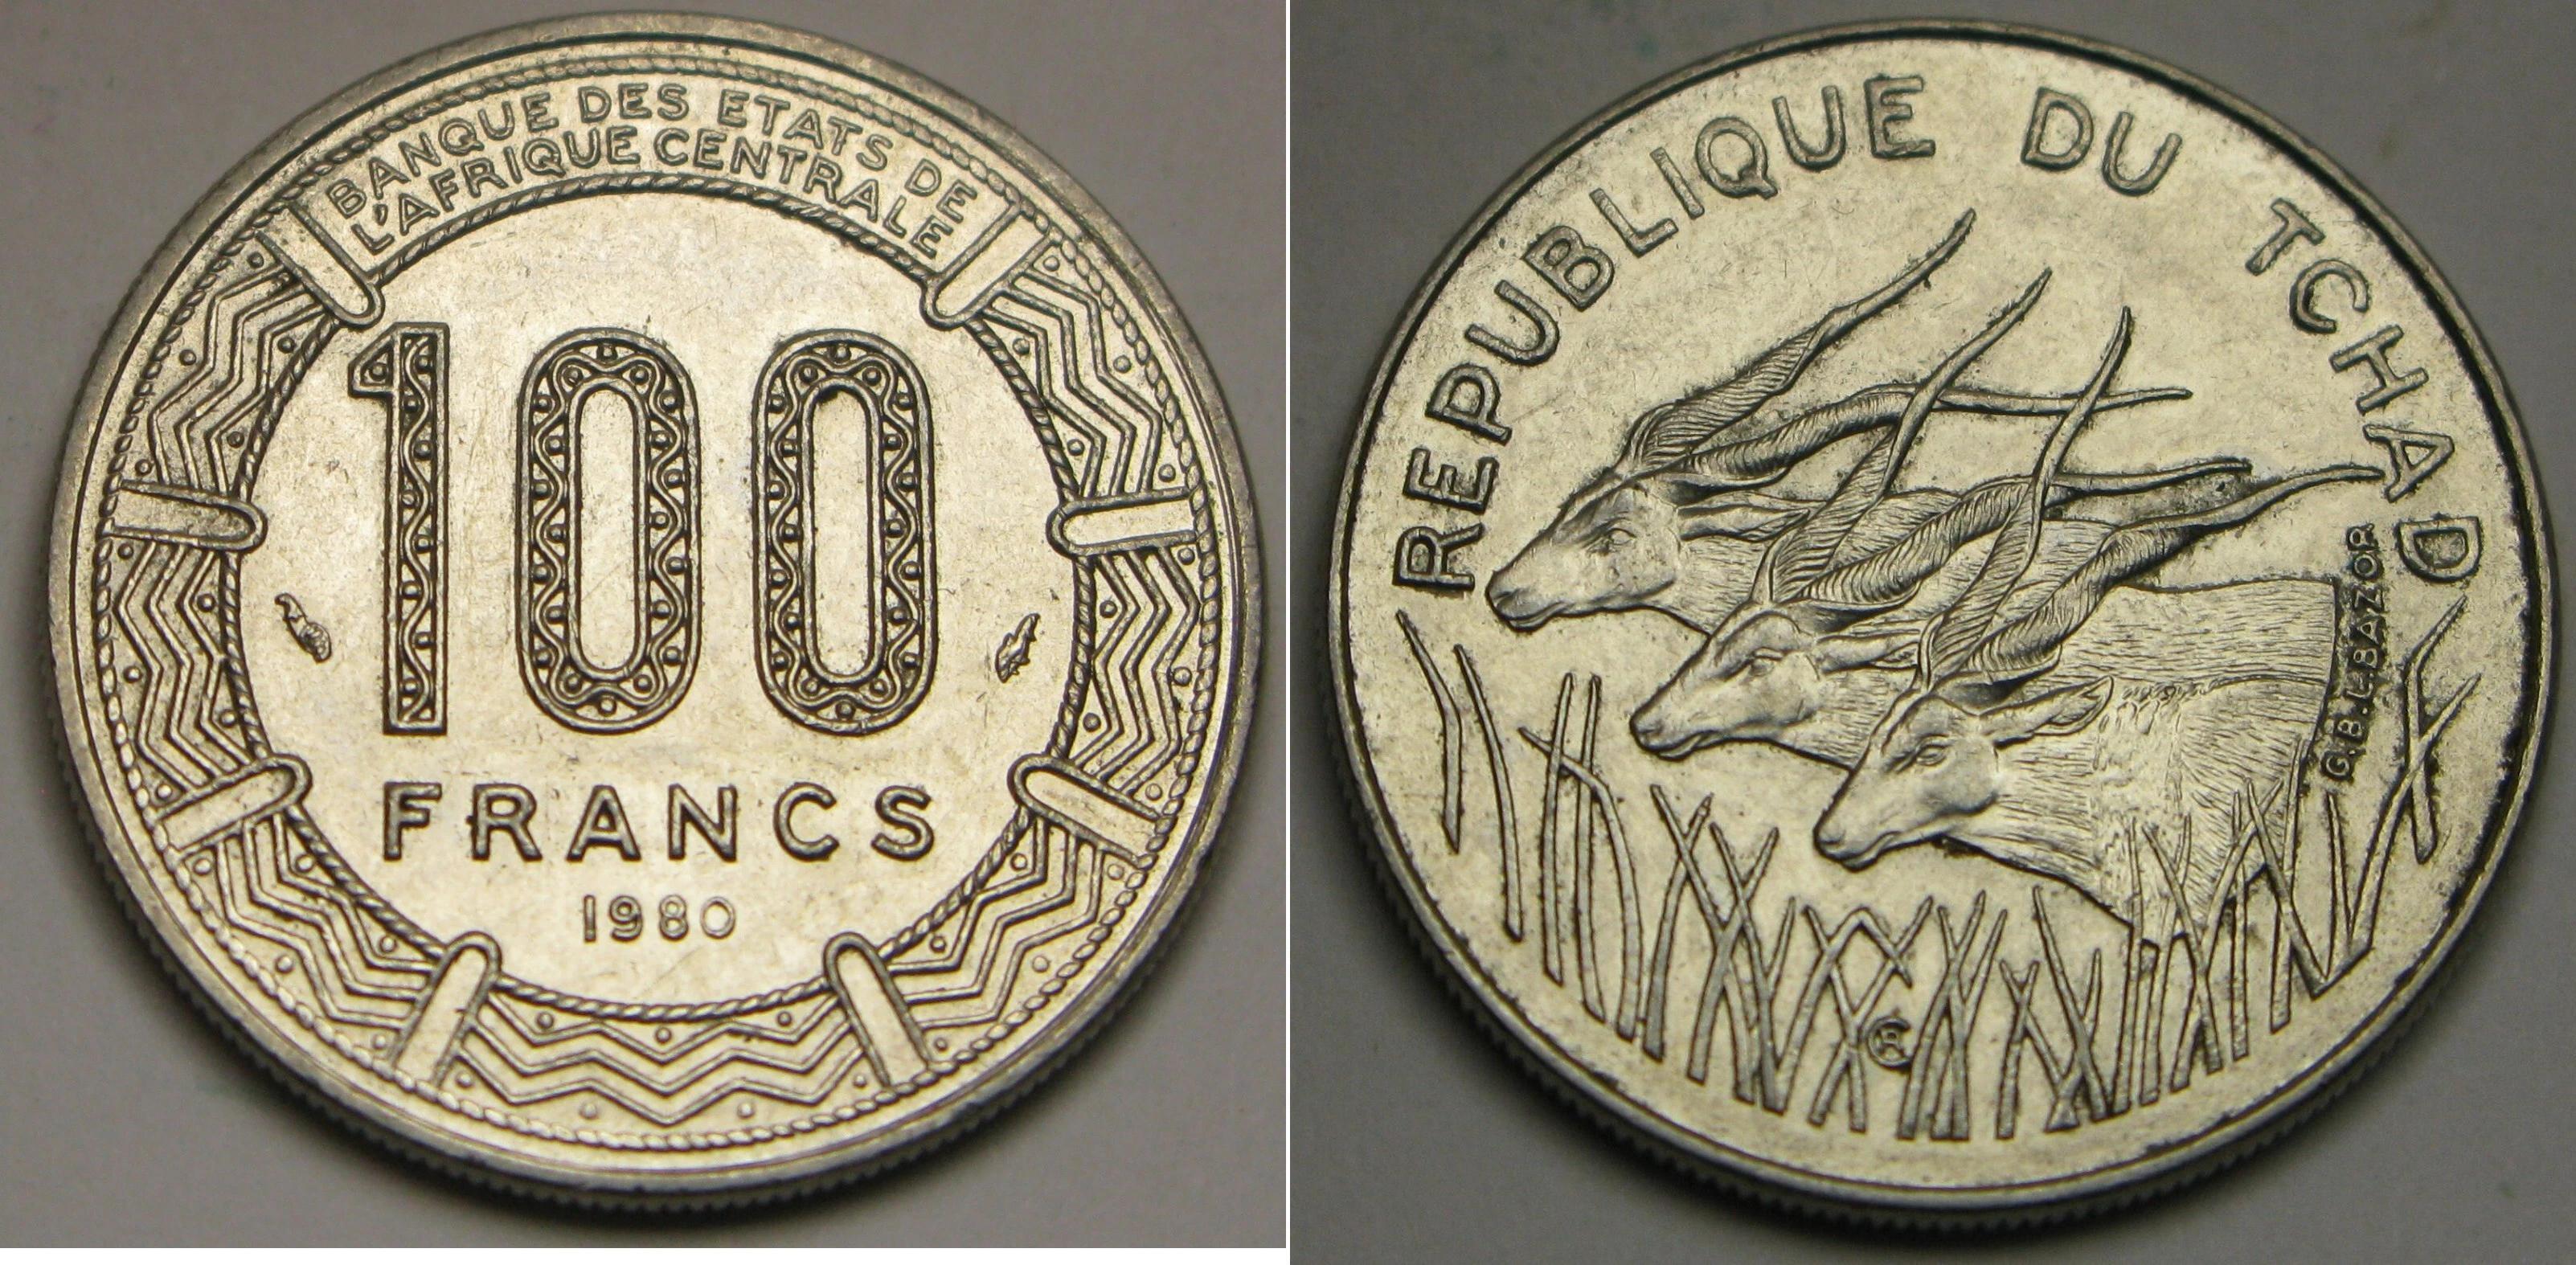 BANQUE DES ETATS DE
L'AFRIQUE CENTRALE
100
FRANCS
1980
REPUBLIQUE DU TCHAD
G.B.L.BAZOR